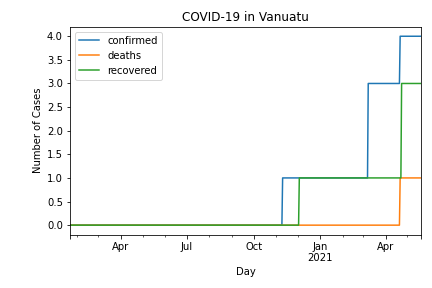 COVID-19 in Vanuatu
confirmed
deaths
recovered
Number of Cases
4.0
3.5
3.0
2.5
2.0
1.5
1.0
0.5
0.0
Apr
Jul
Oct
Jan
2021
Apr
Day